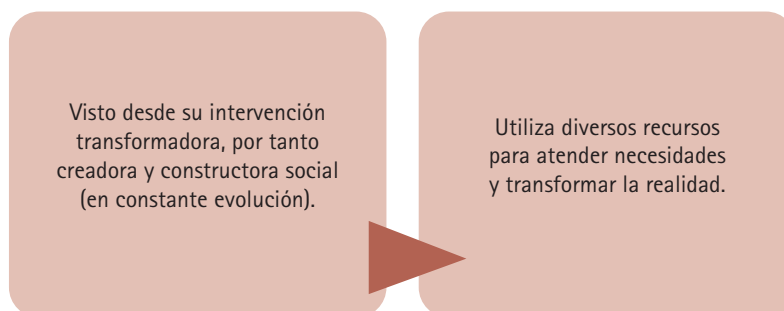 Visto desde su intervención
transformadora, por tanto
creadora y constructora social
(en constante evolución).
Utiliza diversos recursos
para atender necesidades
y transformar la realidad.